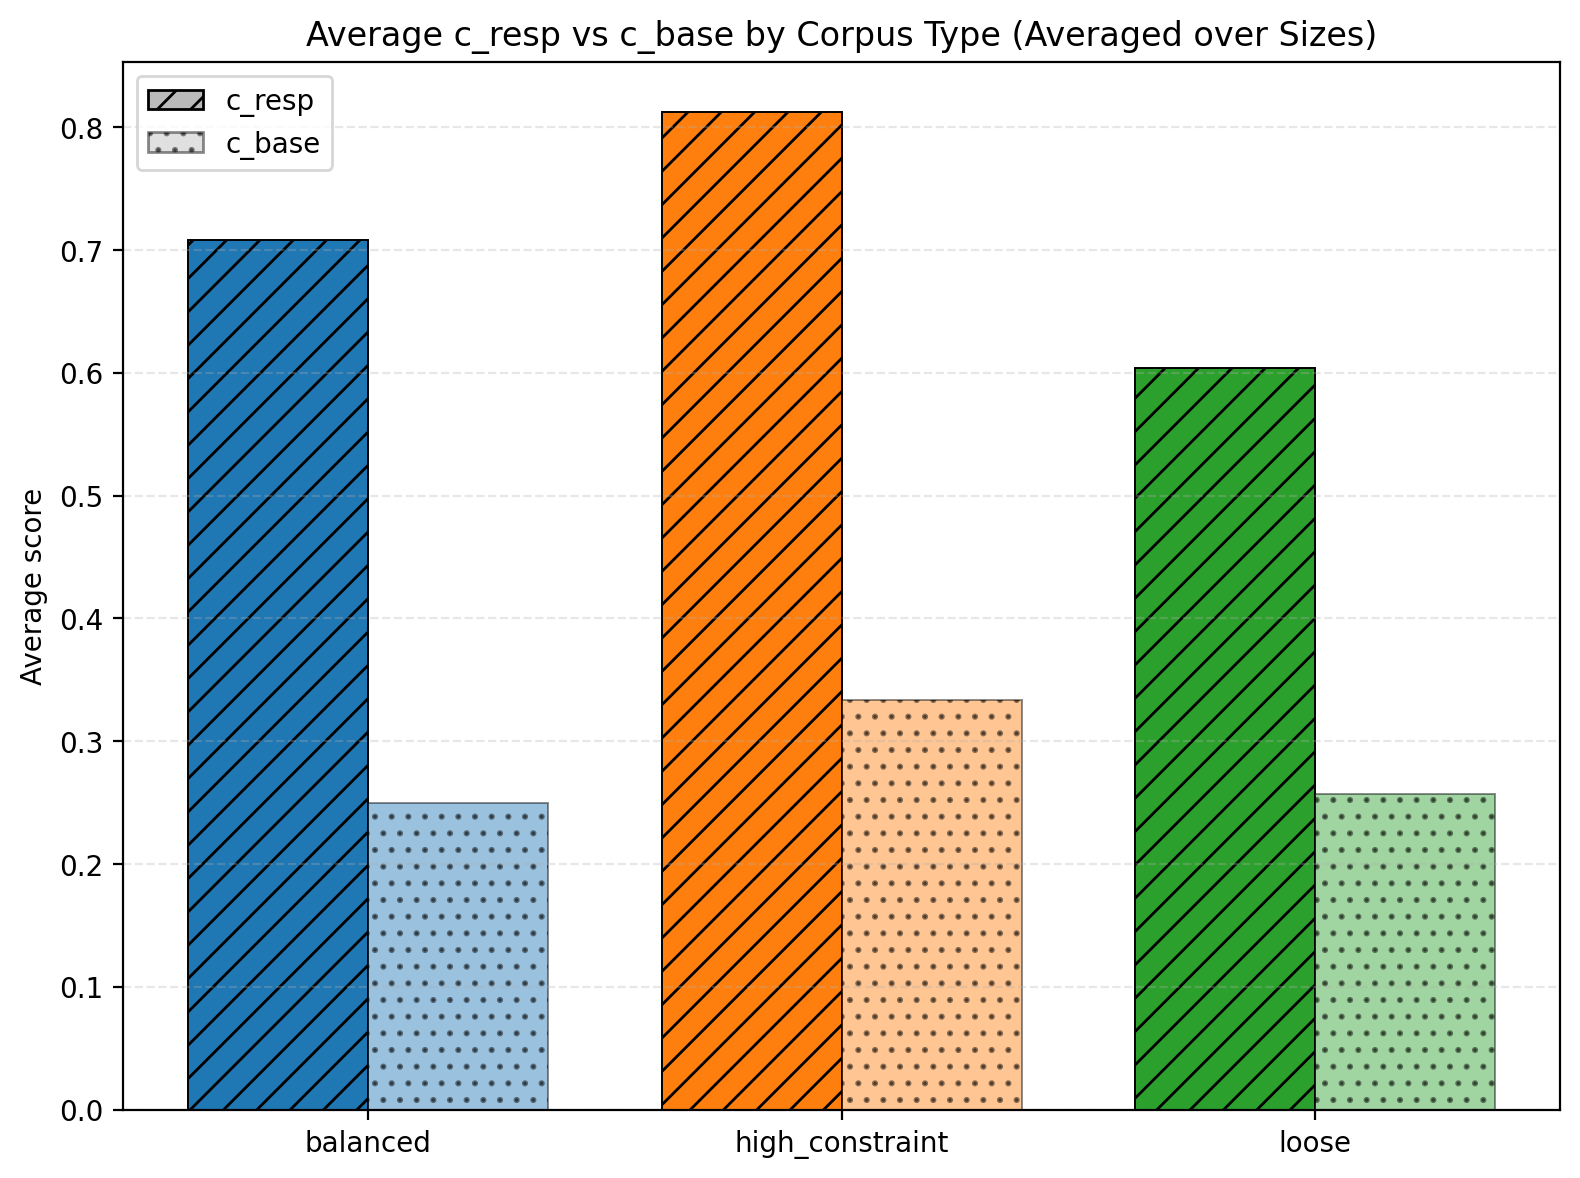 Average c_resp vs c_base by Corpus Type (Averaged over Sizes)
c_resp
c_base
Average score
0.8
0.7
0.6
0.5
0.4
0.3
0.2
0.1
0.0
balanced
high_constraint
loose